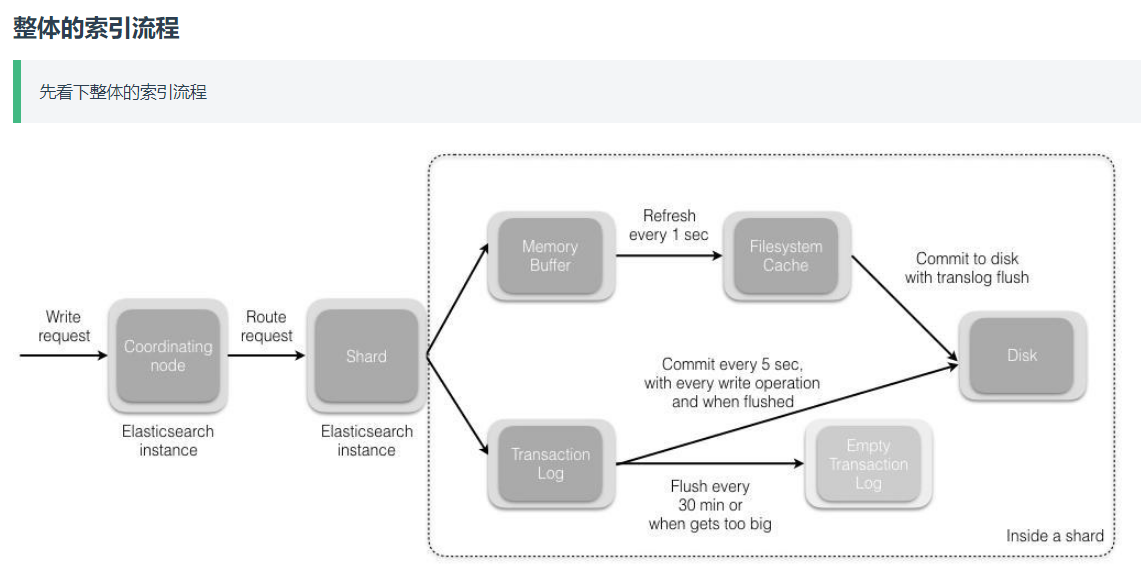 整体的索引流程
先看下整体的索引流程
Write
request
Coordinating
node
Elasticsearch
instance
Route
request
Shard
Elasticsearch
instance
Memory
Buffer
Refresh
every 1 sec
Filesystem
Cache
Commit to disk
with translog flush
Disk
Commit every 5 sec,
with every write operation
and when flushed
Transaction
Log
Flush every
30 min or
when gets too big
Empty
Transaction
Log
Inside a shard